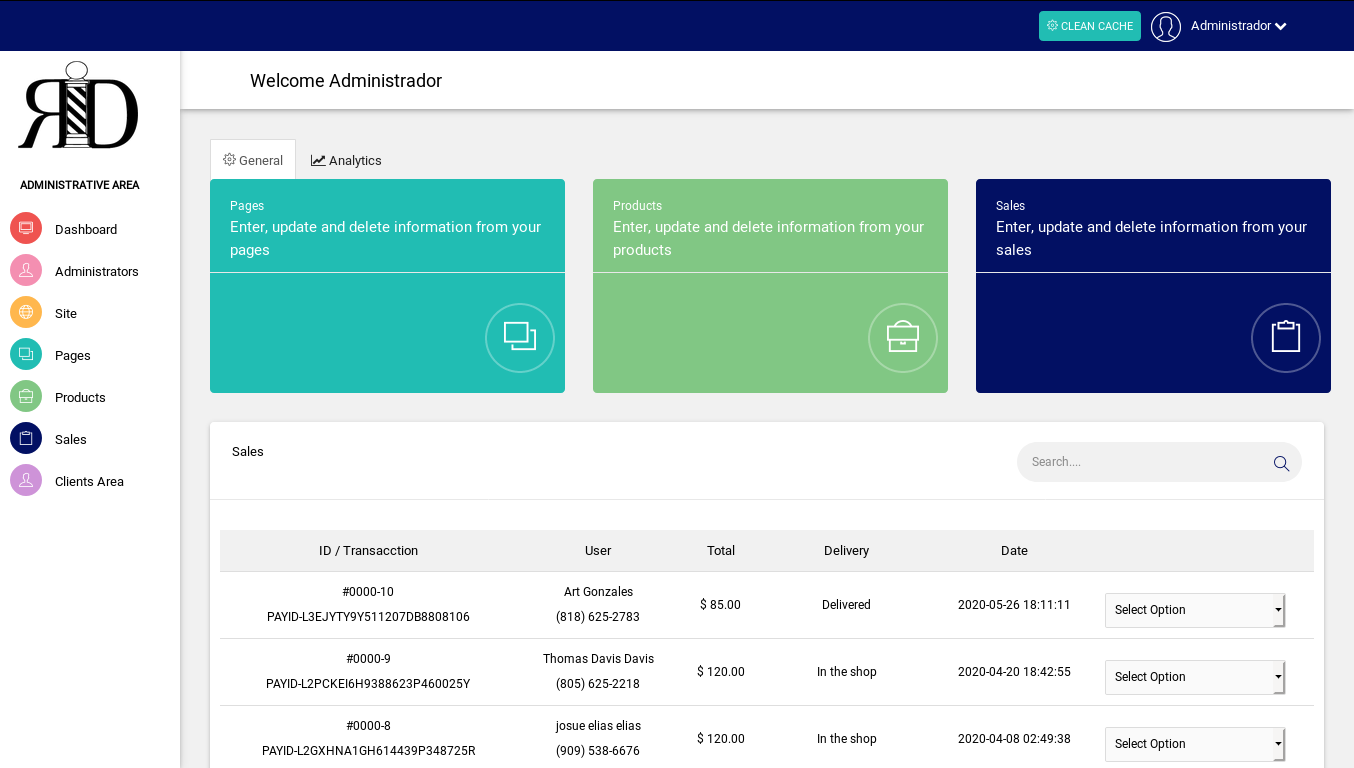 CLEAN CACHE
Administrador
RD
Welcome Administrador
ADMINISTRATIVE AREA
Dashboard
Administrators
Site
Pages
Products
Sales
Clients Area
General
Analytics
Pages
Enter, update and delete information from your
pages
Products
Enter, update and delete information from your
products
Sales
Enter, update and delete information from your
sales
Sales
Search....
ID / Transacction User Total Delivery Date
#0000-10
PAYID-L3EJYTY9Y511207DB8808106
Art Gonzales
(818) 625-2783
$ 85.00
Delivered
2020-05-26 18:11:11
Select Option
#0000-9
PAYID-L2PCKEI6H9388623P460025Y
Thomas Davis Davis
(805) 625-2218
$ 120.00
In the shop
2020-04-20 18:42:55
Select Option
#0000-8
PAYID-L2GXHNA1GH614439P348725R
josue elias elias
(909) 538-6676
$ 120.00
In the shop
2020-04-08 02:49:38
Select Option